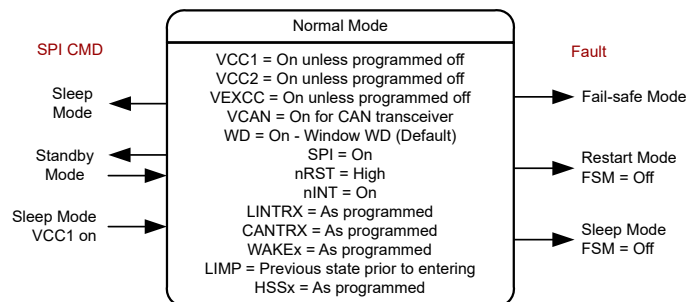 Normal Mode
SPI CMD
Fault
VCC1 = On unless programmed off
VCC2 = On unless programmed off
VEXCC = On unless programmed off
VCAN = On for CAN transceiver
WD = On - Window WD (Default)
SPI = On
nRST = High
nINT = On
LINTRX = As programmed
CANTRX = As programmed
WAKEx = As programmed
LIMP = Previous state prior to entering
HSSx = As programmed
Sleep
Mode
Standby
Mode
Sleep Mode
VCC1 on
Fail-safe Mode
Restart Mode
FSM = Off
Sleep Mode
FSM = Off